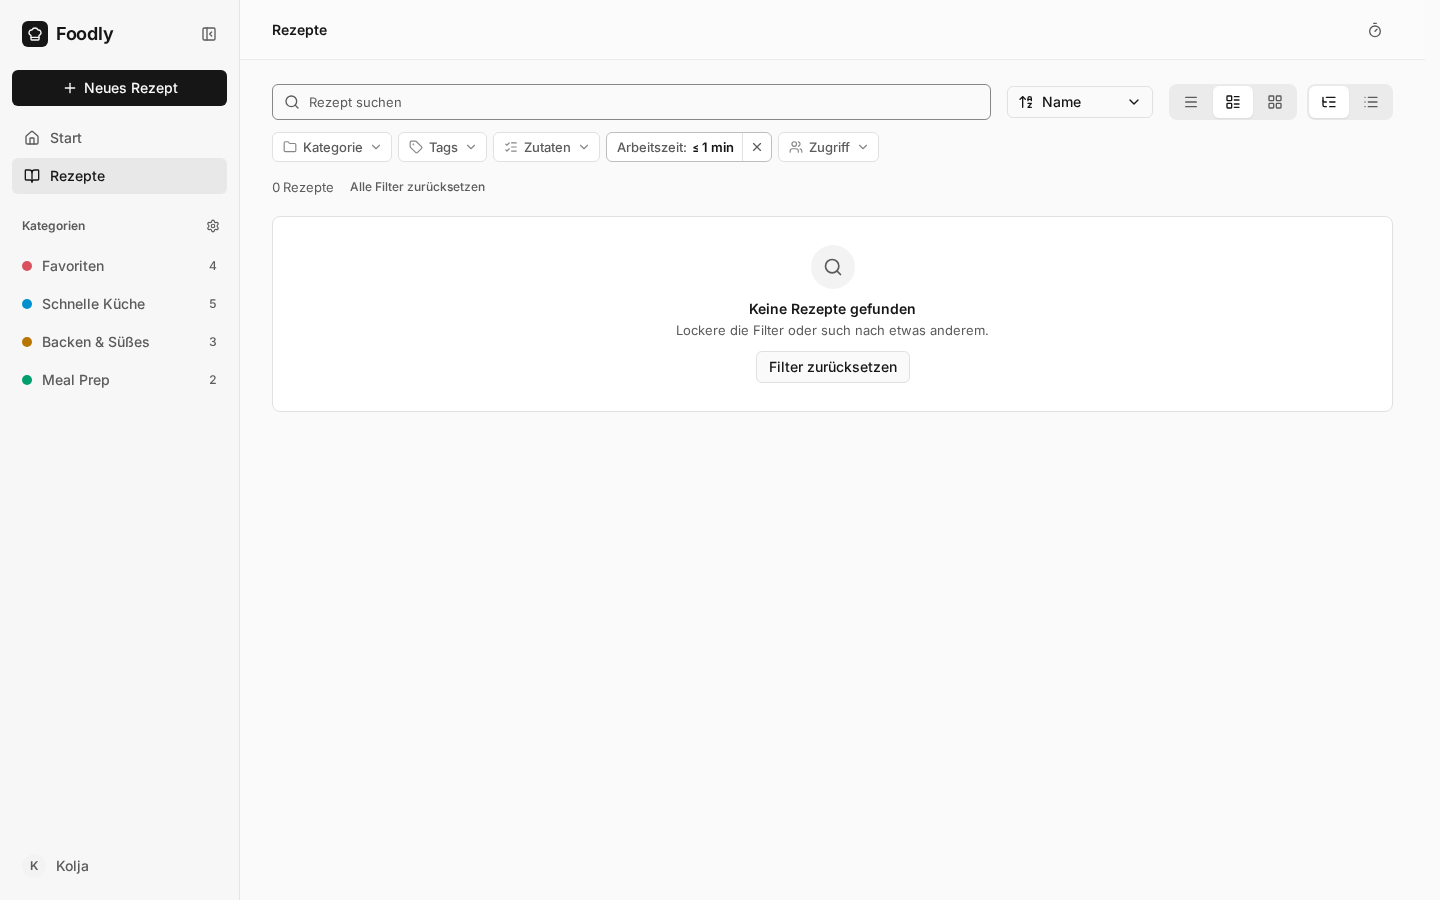 Foodly
Neues Rezept
Start
Rezepte
Kategorien
Favoriten 4
Schnelle Küche 5
Backen & Süßes 3
Meal Prep 2
K Kolja
Rezepte
Rezept suchen
Name
Kategorie Tags Zutaten Arbeitszeit: ≤ 1 min Zugriff
0 Rezepte Alle Filter zurücksetzen
Keine Rezepte gefunden
Lockere die Filter oder such nach etwas anderem.
Filter zurücksetzen